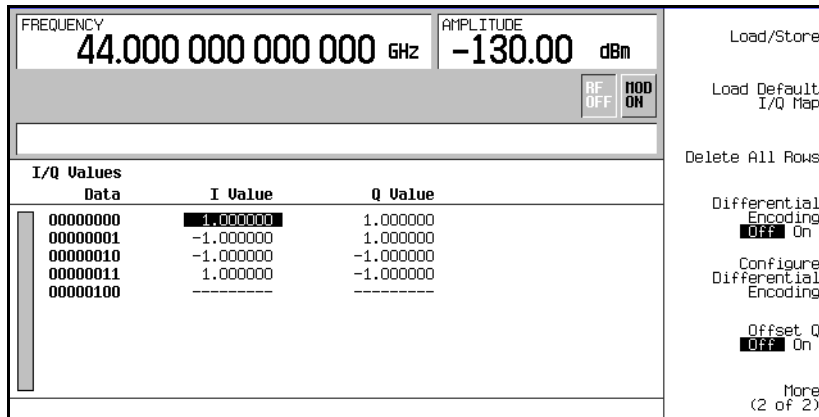 FREQUENCY
44.000 000 000 000 GHz
AMPLITUDE
-130.00 dBm
RF OFF
MOD ON
I/Q Values
Data I Value Q Value
00000000 1.000000 1.000000
00000001 -1.000000 1.000000
00000010 -1.000000 -1.000000
00000011 1.000000 -1.000000
00000100 --------- ---------
Load/Store
Load Default
I/Q Map
Delete All Rows
Differential
Encoding
Off On
Configure
Differential
Encoding
Offset Q
Off On
More
(2 of 2)